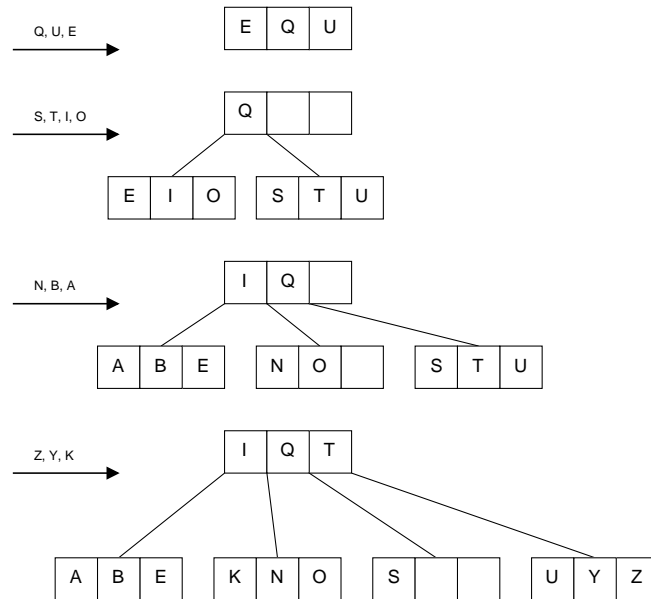 Q, U, E
E Q U
S, T, I, O
Q
E I O S T U
N, B, A
I Q
A B E N O S T U
Z, Y, K
I Q T
A B E K N O S U Y Z